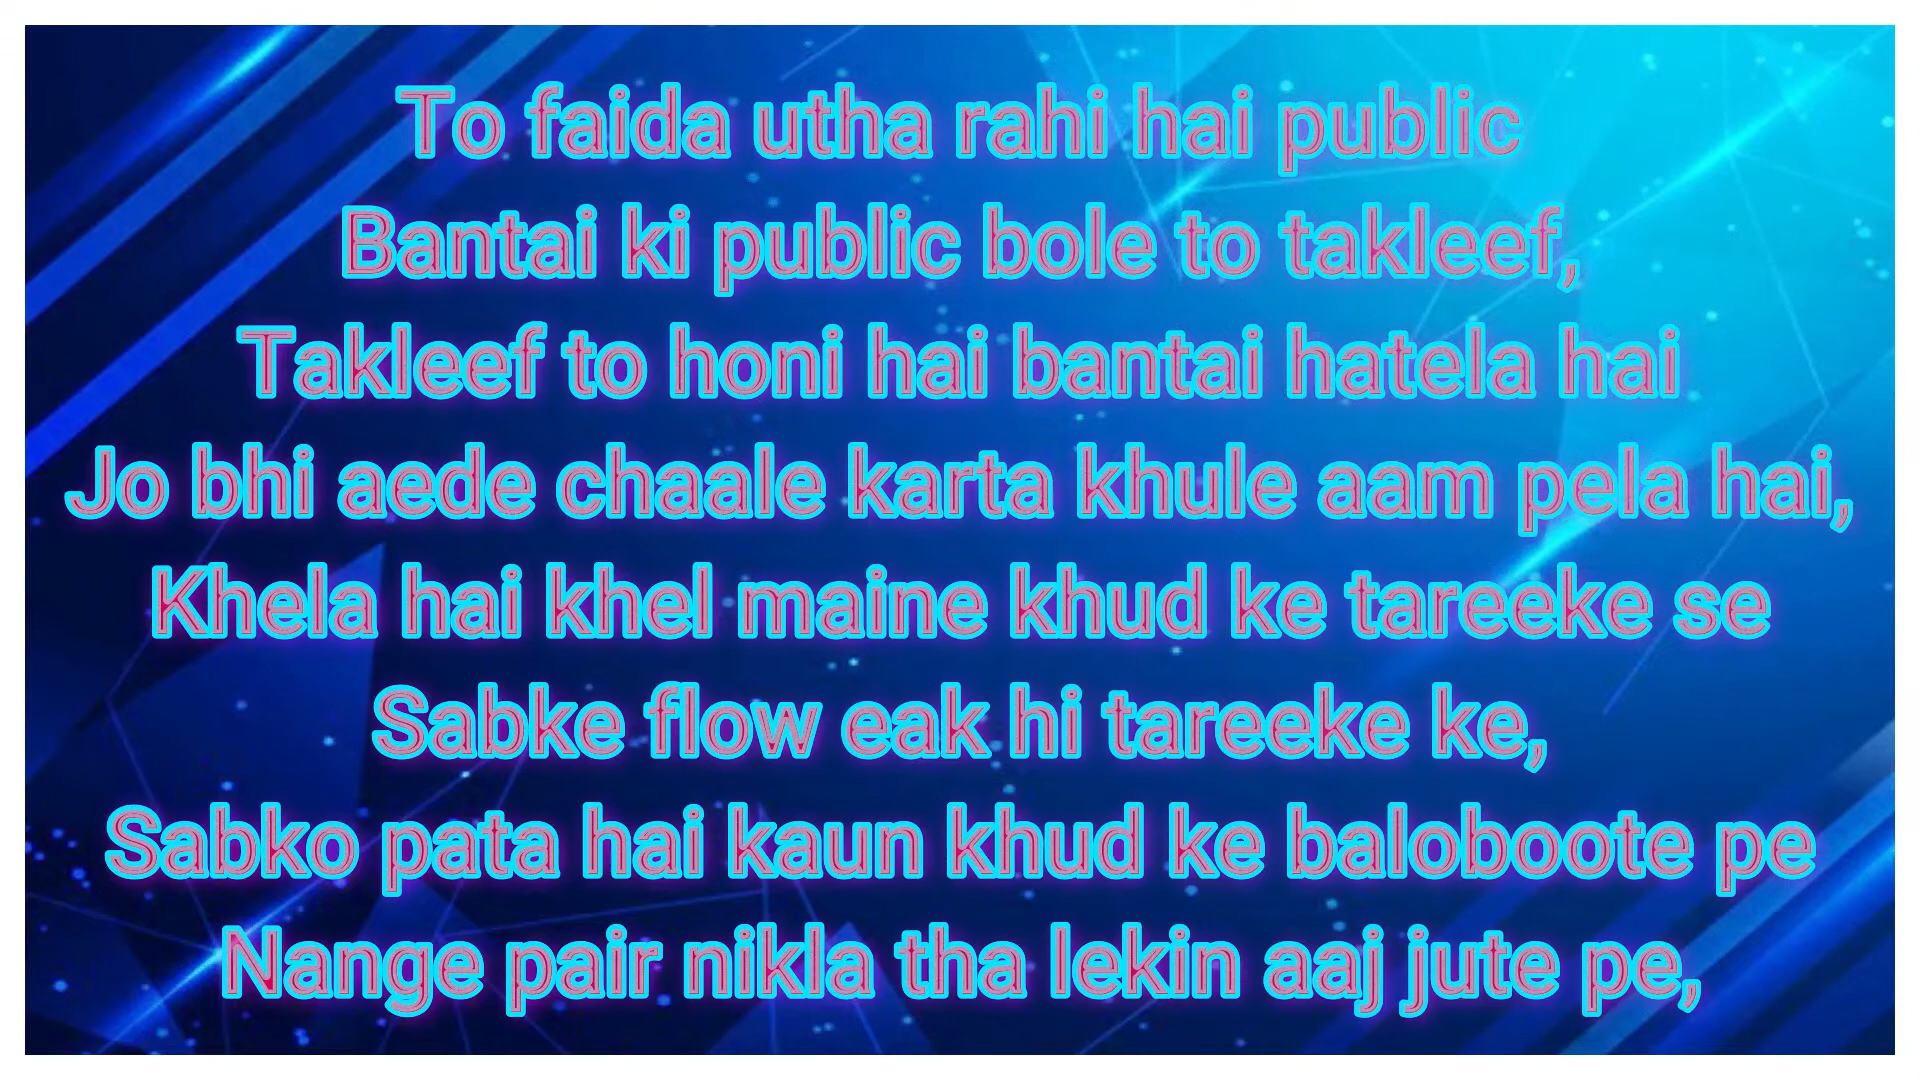 To faida utha rahi hai public
Bantai ki public bole to takleef,
Takleef to honi hai bantai hatela hai
Jo bhi aede chaale karta khule aam pela hai,
Khela hai khel maine khud ke tareeke se
Sabke flow eak hi tareeke ke,
Sabko pata hai kaun khud ke baloboote pe
Nange pair nikla tha lekin aaj jute pe,